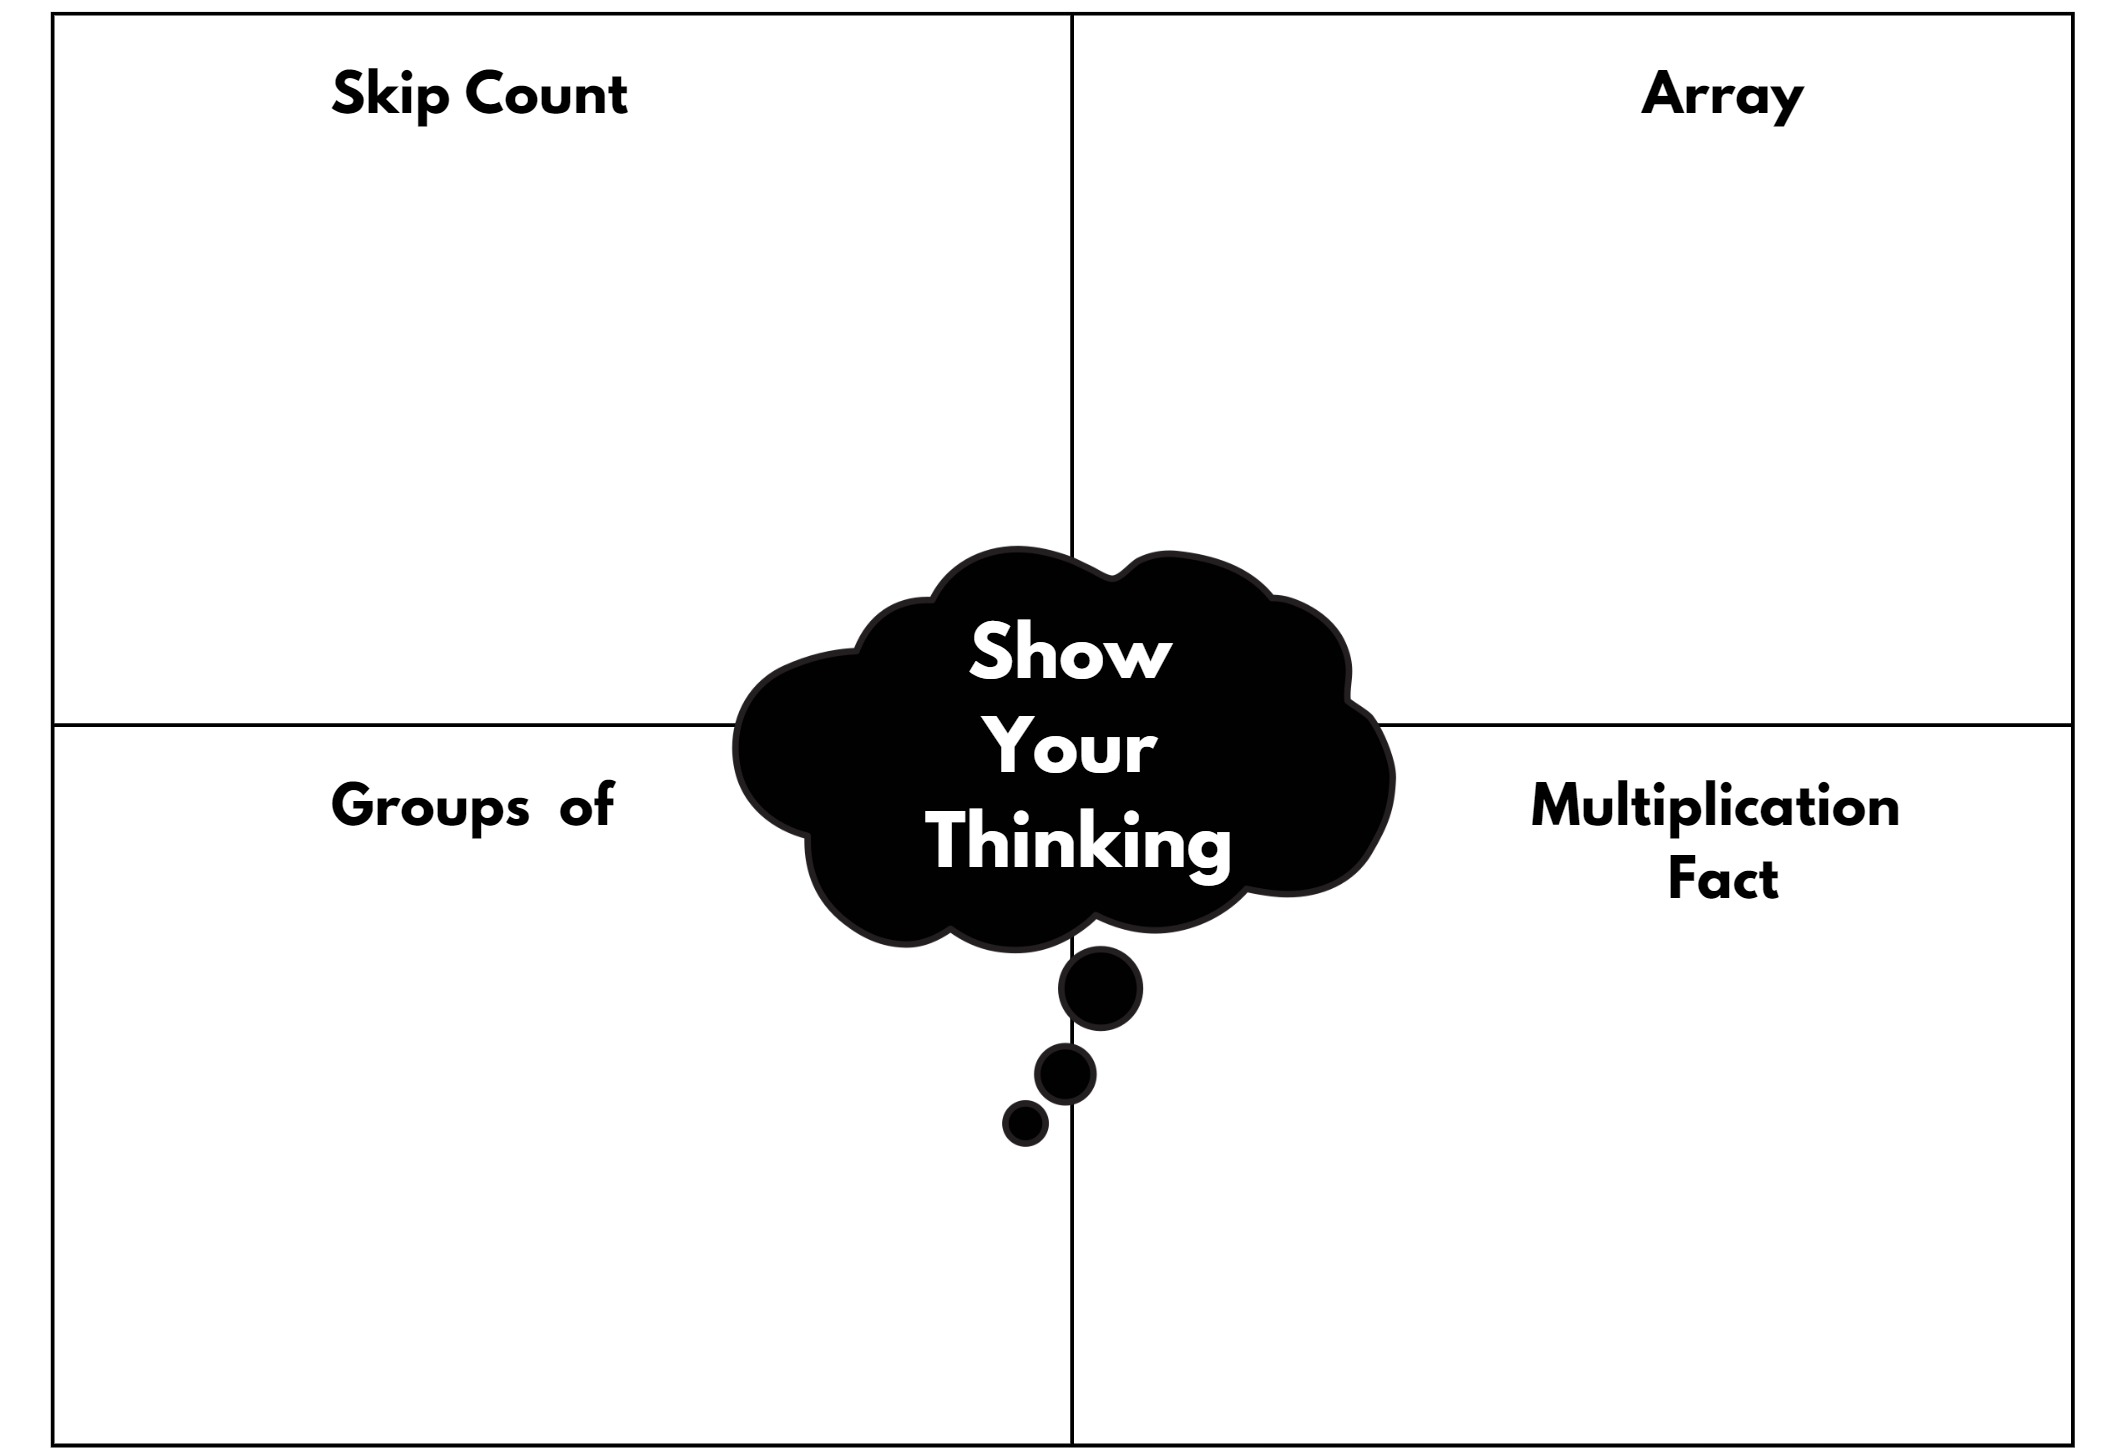 Skip Count
Array
Show
Your
Thinking
Groups of
Multiplication
Fact